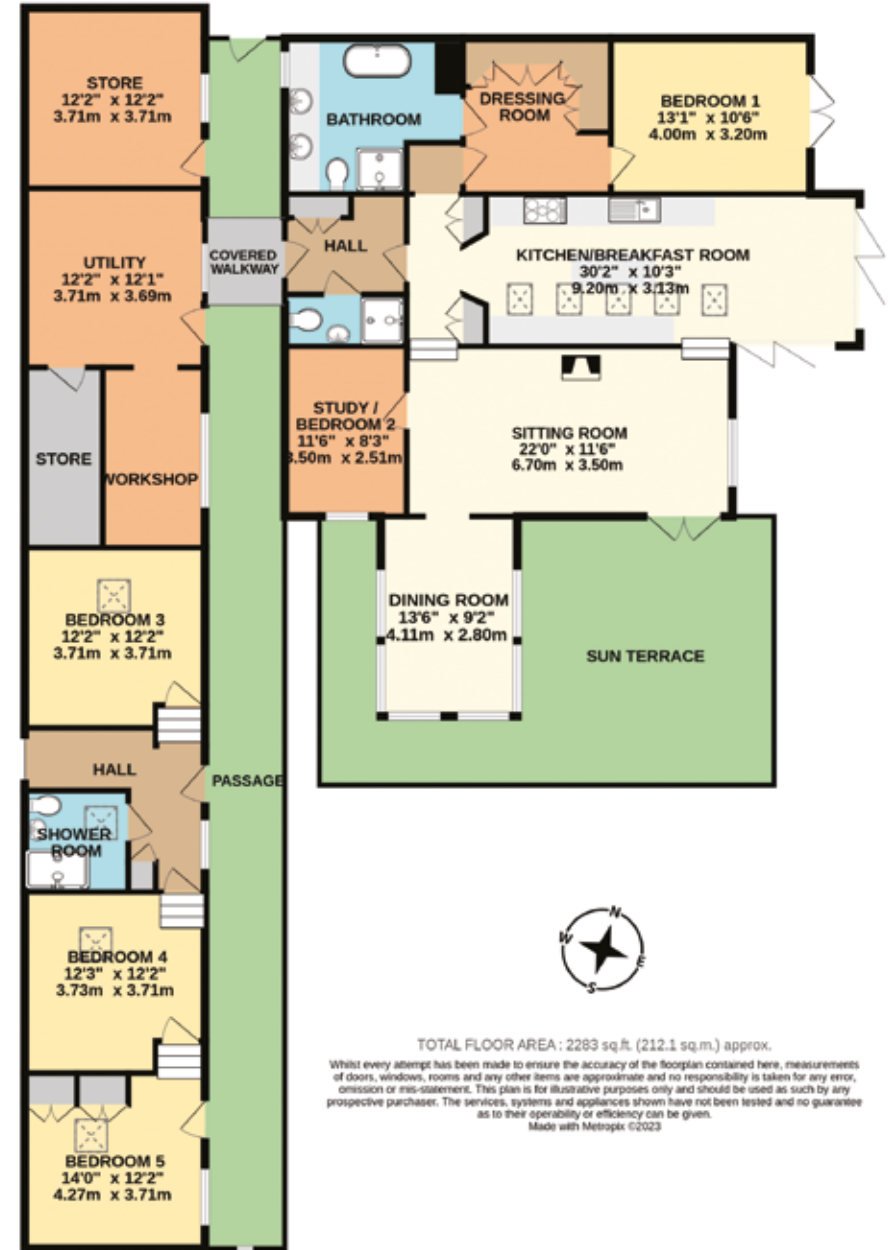 STORE
12'2" x 12'2"
3.71m x 3.71m
BATHROOM
DRESSING
ROOM
BEDROOM 1
13'1" x 10'6"
4.00m x 3.20m
UTILITY
12'2" x 12'1"
3.71m x 3.69m
COVERED
WALKWAY
HALL
KITCHEN/BREAKFAST ROOM
30'2" x 10'3"
9.20m x 3.13m
STORE
WORKSHOP
STUDY /
BEDROOM 2
11'6" x 8'3"
3.50m x 2.51m
SITTING ROOM
22'0" x 11'6"
6.70m x 3.50m
BEDROOM 3
12'2" x 12'2"
3.71m x 3.71m
DINING ROOM
13'6" x 9'2"
4.11m x 2.80m
SUN TERRACE
HALL
PASSAGE
SHOWER
ROOM
BEDROOM 4
12'3" x 12'2"
3.73m x 3.71m
N
W
E
S
BEDROOM 5
14'0" x 12'2"
4.27m x 3.71m
TOTAL FLOOR AREA : 2283 sq.ft. (212.1 sq.m.) approx.
Whilst every attempt has been made to ensure the accuracy of the floorplan contained here, measurements
of doors, windows, rooms and any other items are approximate and no responsibility is taken for any error,
omission or mis-statement. This plan is for illustrative purposes only and should be used as such by any
prospective purchaser. The services, systems and appliances shown have not been tested and no guarantee
as to their operability or efficiency can be given.
Made with Metropix ©2023